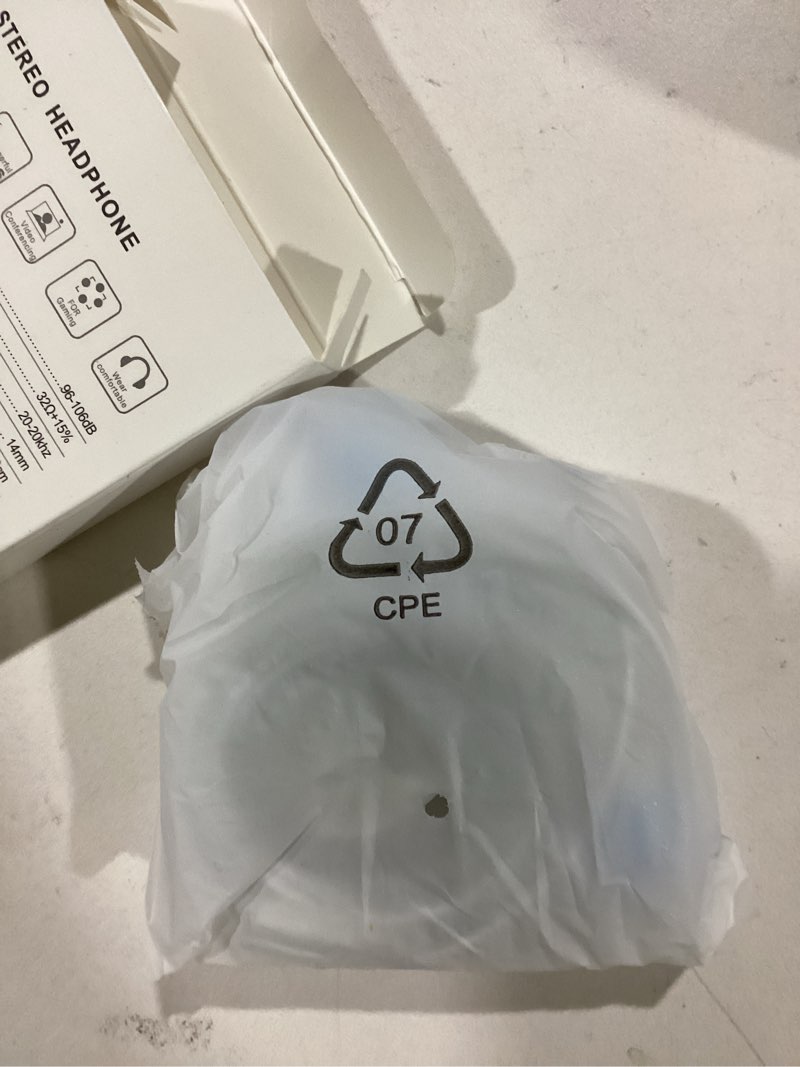 STEREO HEADPHONE
Video
Conferencing
FOR
Gaming
Wear
comfortable
96-106dB
32Ω+15%
20-20khz
14mm
07
CPE